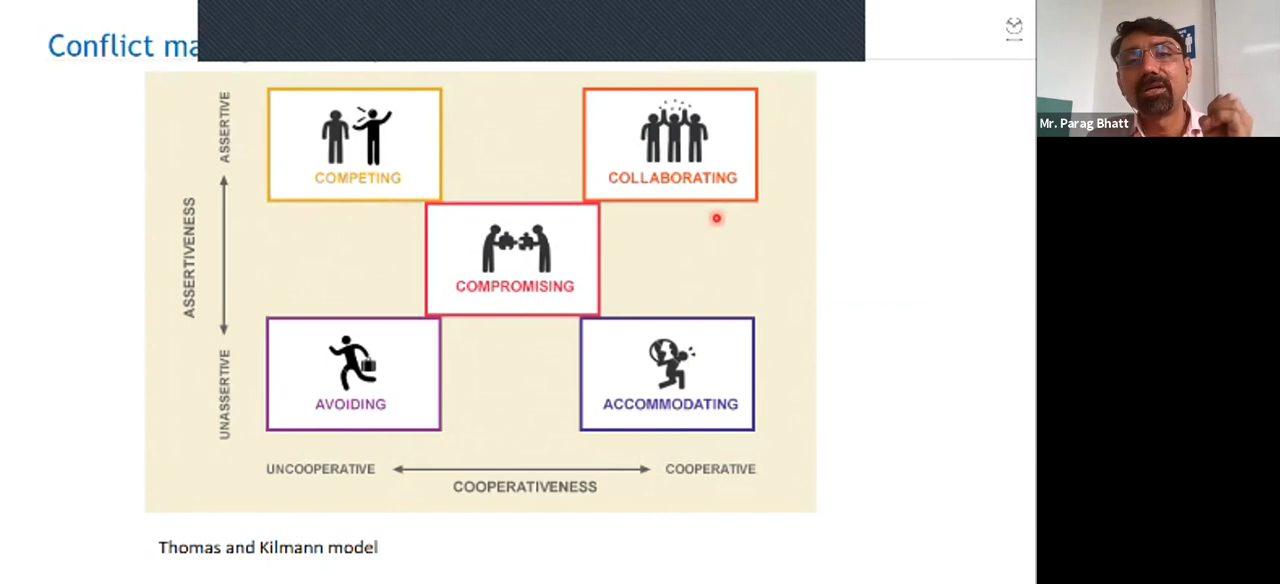 Conflict
ASSERTIVE
COMPETING
COLLABORATING
ASSERTIVENESS
COMPROMISING
UNASSERTIVE
AVOIDING
ACCOMMODATING
UNCOOPERATIVE
COOPERATIVE
COOPERATIVENESS
Thomas and Kilmann model
Mr. Parag Bhatt